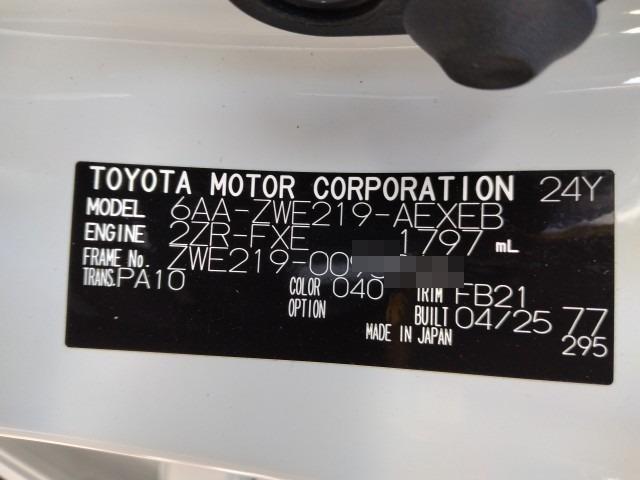 TOYOTA MOTOR CORPORATION 24Y
MODEL 6AA-ZWE219-AEXEB
ENGINE 2ZR-FXE 1797 mL
FRAME No. ZWE219-009
TRANS. PA10 COLOR 040 TRIM FB21
OPTION BUILT 04/25 77
MADE IN JAPAN 295